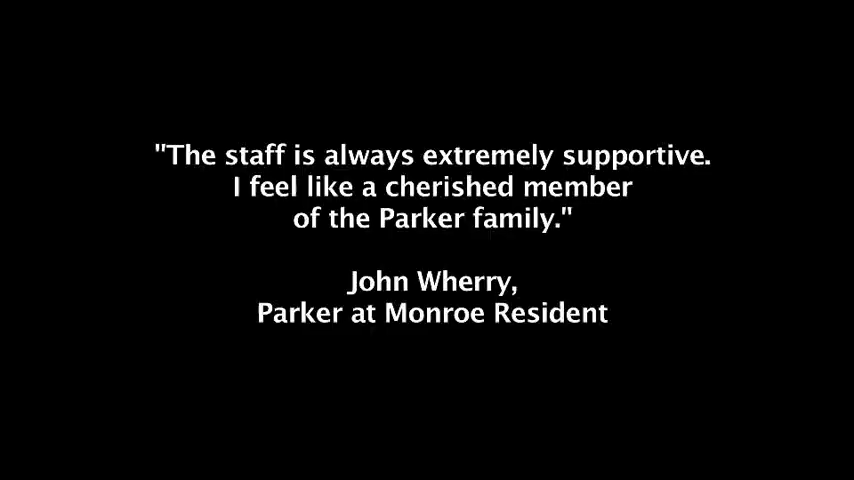 "The staff is always extremely supportive.
I feel like a cherished member
of the Parker family."
John Wherry,
Parker at Monroe Resident